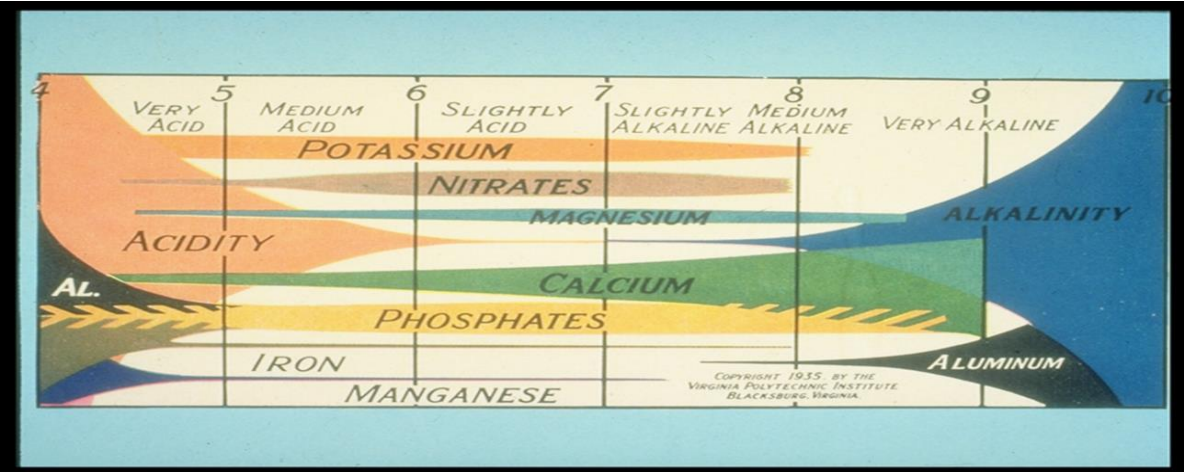 4 5 6 7 8 9 10
VERY ACID
MEDIUM ACID
SLIGHTLY ACID
SLIGHTLY ALKALINE
MEDIUM ALKALINE
VERY ALKALINE
POTASSIUM
NITRATES
MAGNESIUM
ALKALINITY
ACIDITY
CALCIUM
AL.
PHOSPHATES
IRON
ALUMINUM
MANGANESE
COPYRIGHT 1935 BY THE
VIRGINIA POLYTECHNIC INSTITUTE
BLACKSBURG, VIRGINIA.